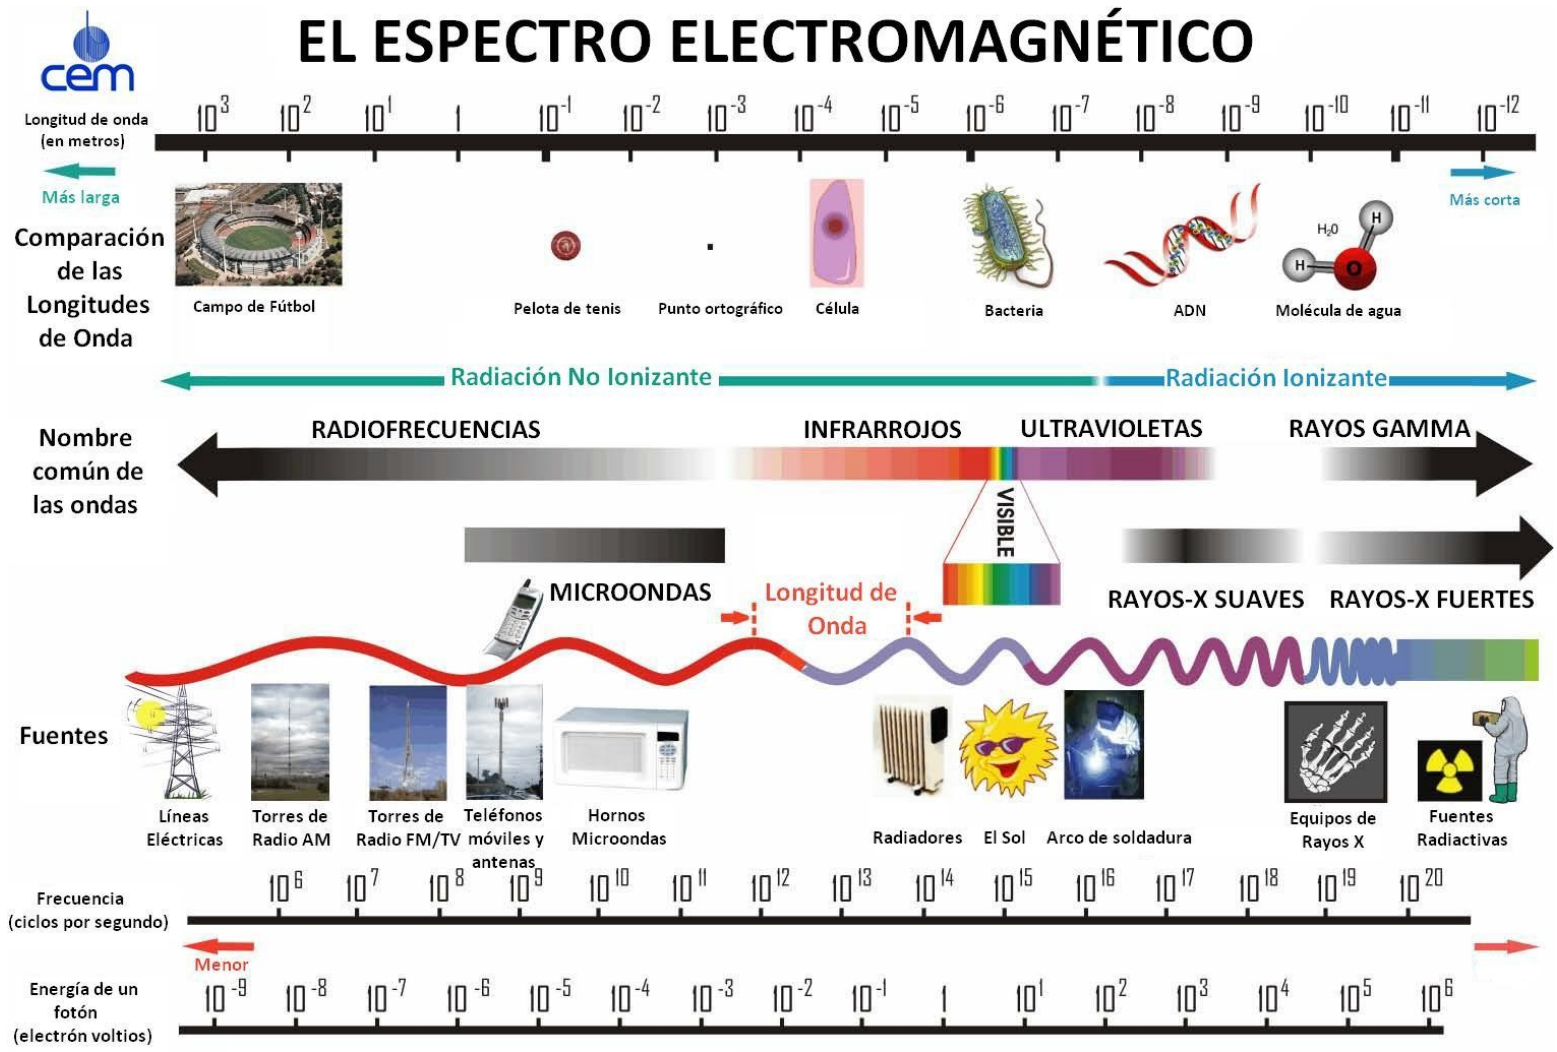 EL ESPECTRO ELECTROMAGNÉTICO
cem
Longitud de onda
(en metros)
10³ 10² 10¹ 1 10⁻¹ 10⁻² 10⁻³ 10⁻⁴ 10⁻⁵ 10⁻⁶ 10⁻⁷ 10⁻⁸ 10⁻⁹ 10⁻¹⁰ 10⁻¹¹ 10⁻¹²
Más larga
Más corta
Comparación
de las
Longitudes
de Onda
H₂O
H
H
O
Campo de Fútbol
Pelota de tenis
Punto ortográfico
Célula
Bacteria
ADN
Molécula de agua
Radiación No Ionizante
Radiación Ionizante
Nombre
común de
las ondas
RADIOFRECUENCIAS
INFRARROJOS
ULTRAVIOLETAS
RAYOS GAMMA
VISIBLE
MICROONDAS
Longitud de
Onda
RAYOS-X SUAVES
RAYOS-X FUERTES
Fuentes
Líneas
Eléctricas
Torres de
Radio AM
Torres de
Radio FM/TV
Teléfonos
móviles y
antenas
Hornos
Microondas
Radiadores
El Sol
Arco de soldadura
Equipos de
Rayos X
Fuentes
Radiactivas
Frecuencia
(ciclos por segundo)
10⁶ 10⁷ 10⁸ 10⁹ 10¹⁰ 10¹¹ 10¹² 10¹³ 10¹⁴ 10¹⁵ 10¹⁶ 10¹⁷ 10¹⁸ 10¹⁹ 10²⁰
Menor
Energía de un
fotón
(electrón voltios)
10⁻⁹ 10⁻⁸ 10⁻⁷ 10⁻⁶ 10⁻⁵ 10⁻⁴ 10⁻³ 10⁻² 10⁻¹ 1 10¹ 10² 10³ 10⁴ 10⁵ 10⁶